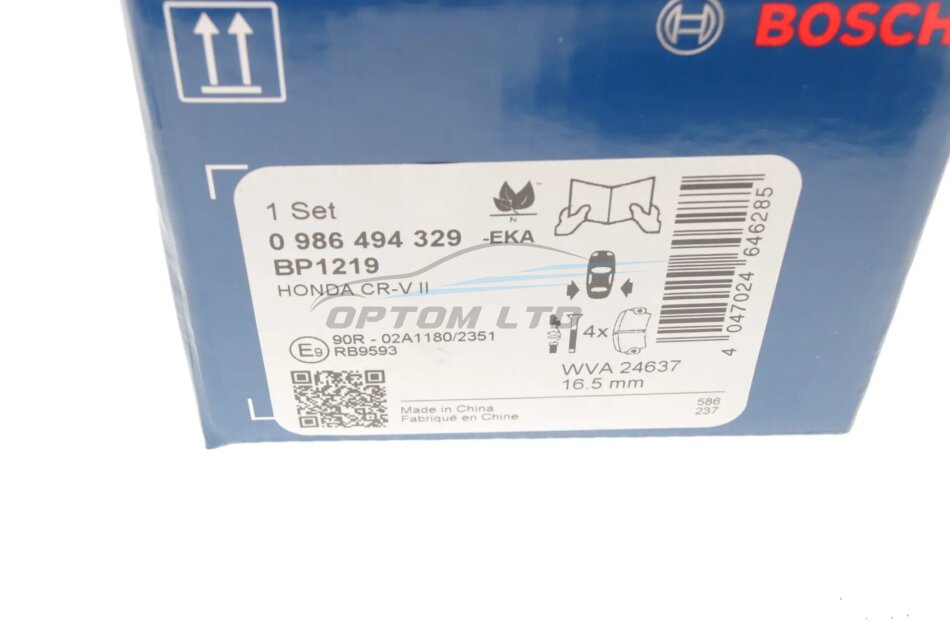 BOSCH
1 Set
N
0 986 494 329 -EKA
BP1219
HONDA CR-V II
OPTOM LTD
4x
90R - 02A1180/2351
E9 RB9593
WVA 24637
16.5 mm
Made in China
Fabriqué en Chine
586
237
4 047024 646285